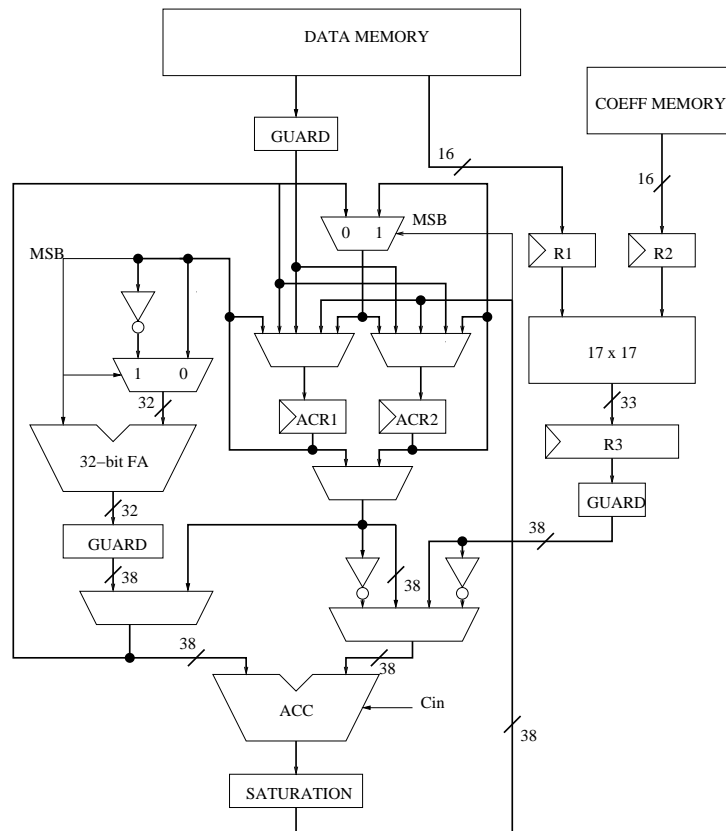 DATA MEMORY
COEFF MEMORY
GUARD
16
16
MSB
0 1
MSB
R1
R2
17 x 17
1 0
32
33
ACR1
ACR2
R3
32-bit FA
GUARD
32
GUARD
38
38
38
38
38
ACC
Cin
38
SATURATION